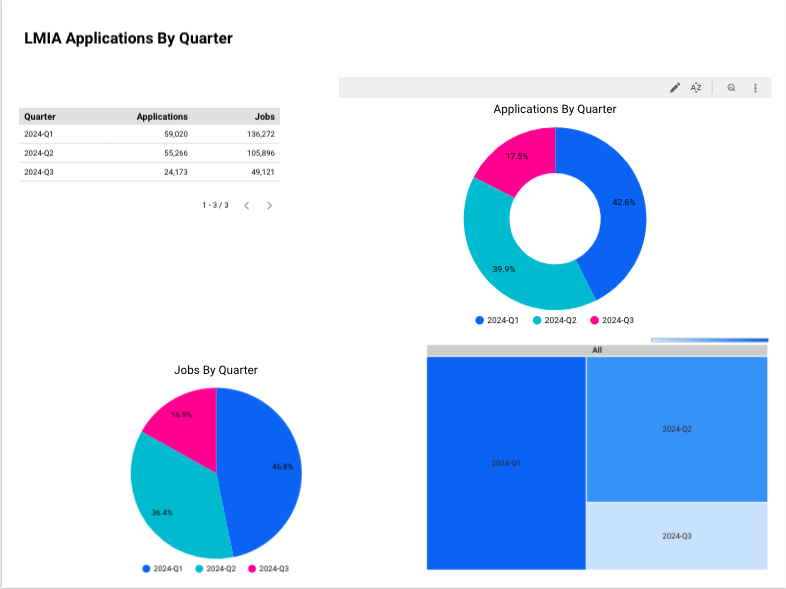 LMIA Applications By Quarter
Quarter Applications Jobs
2024-Q1 59,020 136,272
2024-Q2 55,266 105,896
2024-Q3 24,173 49,121
1 - 3 / 3
Applications By Quarter
17.5%
42.6%
39.9%
2024-Q1 2024-Q2 2024-Q3
Jobs By Quarter
16.9%
46.8%
36.4%
2024-Q1 2024-Q2 2024-Q3
All
2024-Q1
2024-Q2
2024-Q3